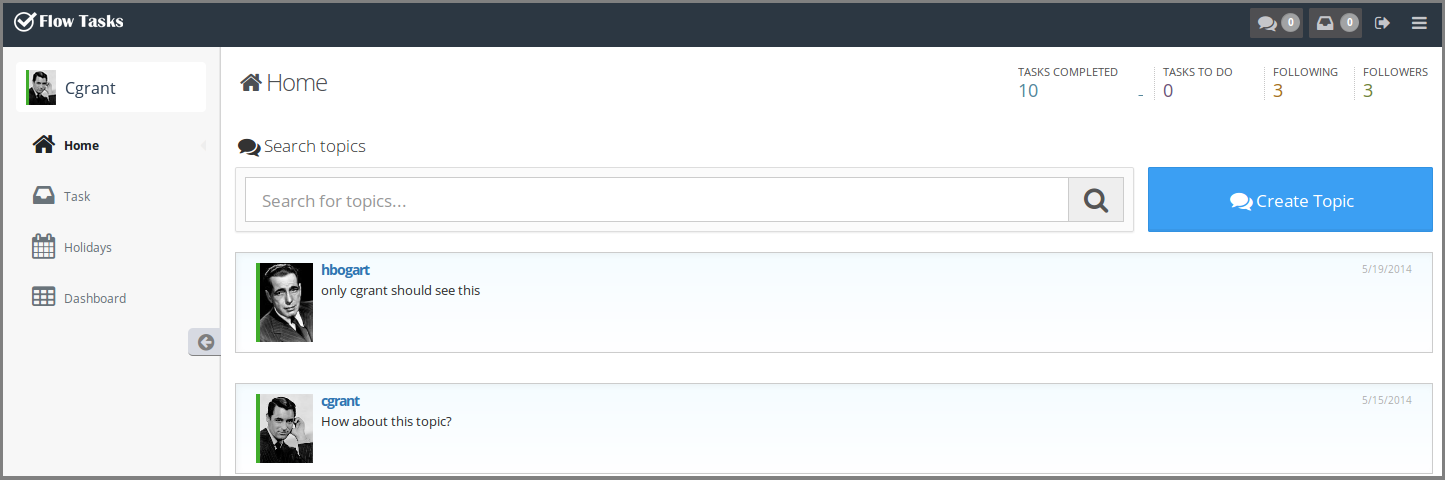 Flow Tasks
0
0
Cgrant
Home
Task
Holidays
Dashboard
Home
TASKS COMPLETED
10
-
TASKS TO DO
0
FOLLOWING
3
FOLLOWERS
3
Search topics
Search for topics...
Create Topic
hbogart
5/19/2014
only cgrant should see this
cgrant
5/15/2014
How about this topic?